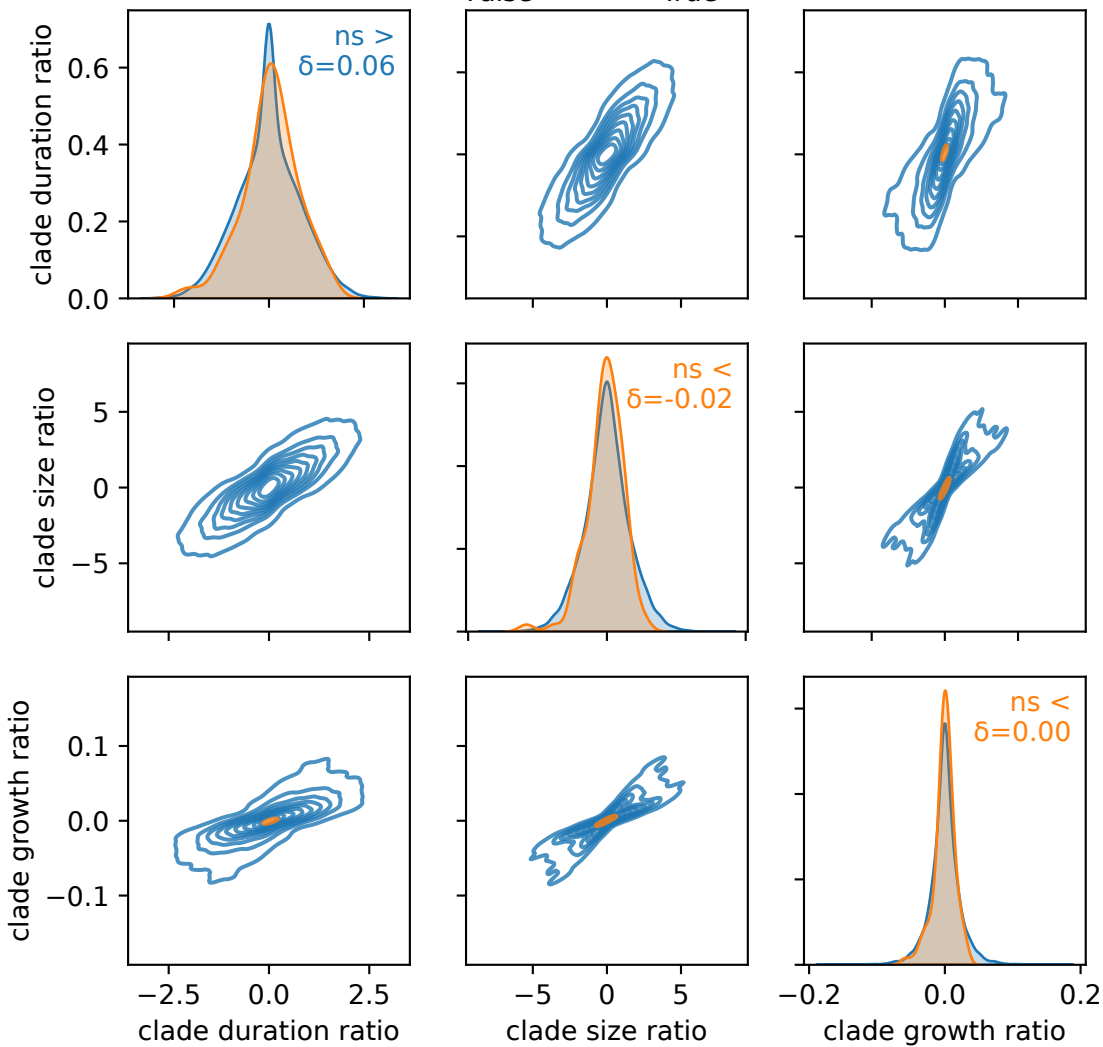 ns >
δ=0.06
clade duration ratio
0.6
0.4
0.2
0.0
ns <
δ=-0.02
clade size ratio
5
0
−5
ns <
δ=0.00
clade growth ratio
0.1
0.0
−0.1
−2.5 0.0 2.5
−5 0 5
−0.2 0.0 0.2
clade duration ratio
clade size ratio
clade growth ratio